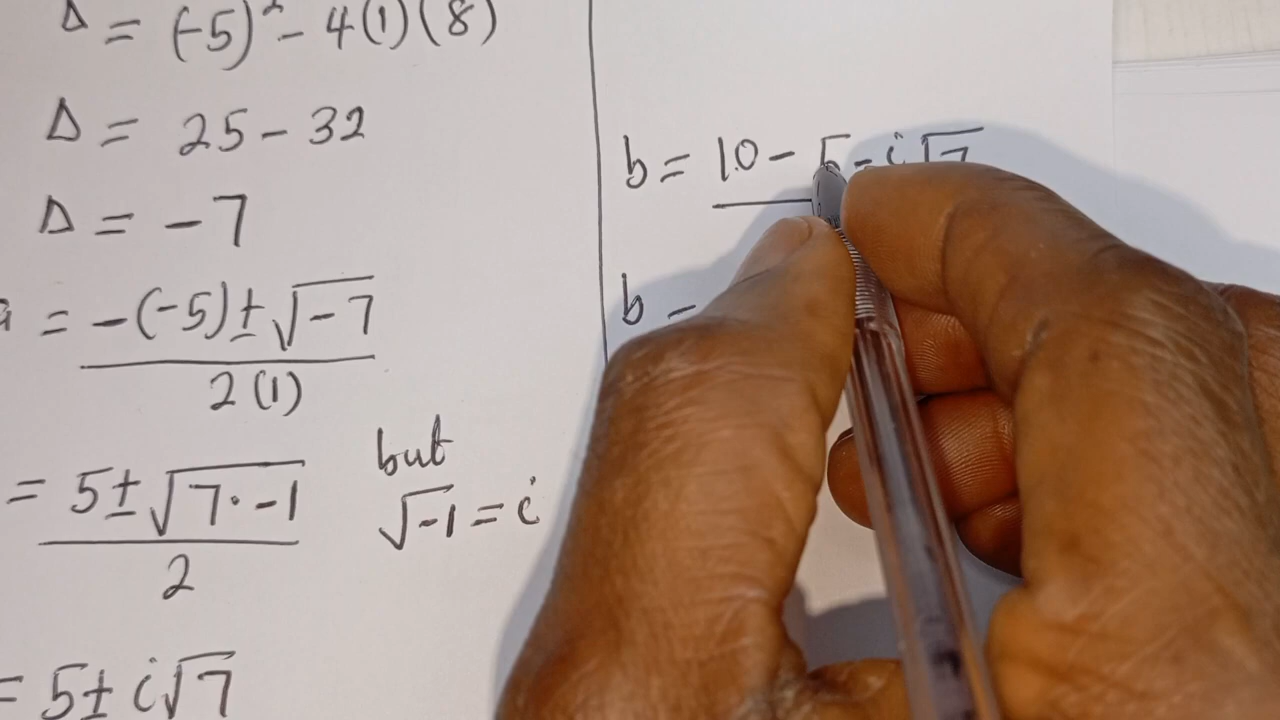 Δ = (-5)² - 4(1)(8)
Δ = 25 - 32
Δ = -7
a = -(-5) ± √-7
2(1)
= 5 ± √7 · -1
2
but
√-1 = i
= 5 ± i√7
b = 10 - 5 - i√7
b =